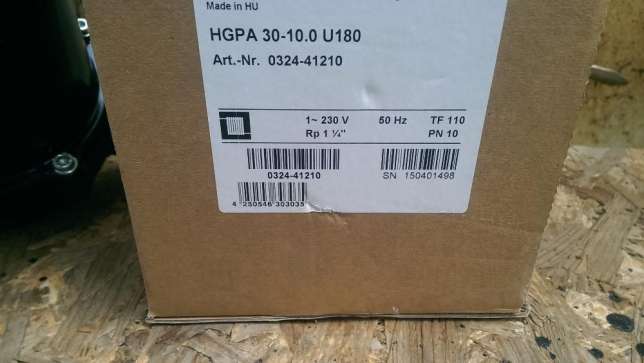 Made in HU
HGPA 30-10.0 U180
Art.-Nr. 0324-41210
1~ 230 V 50 Hz TF 110
Rp 1 ¼" PN 10
0324-41210 SN 150401498
4 250546 303035